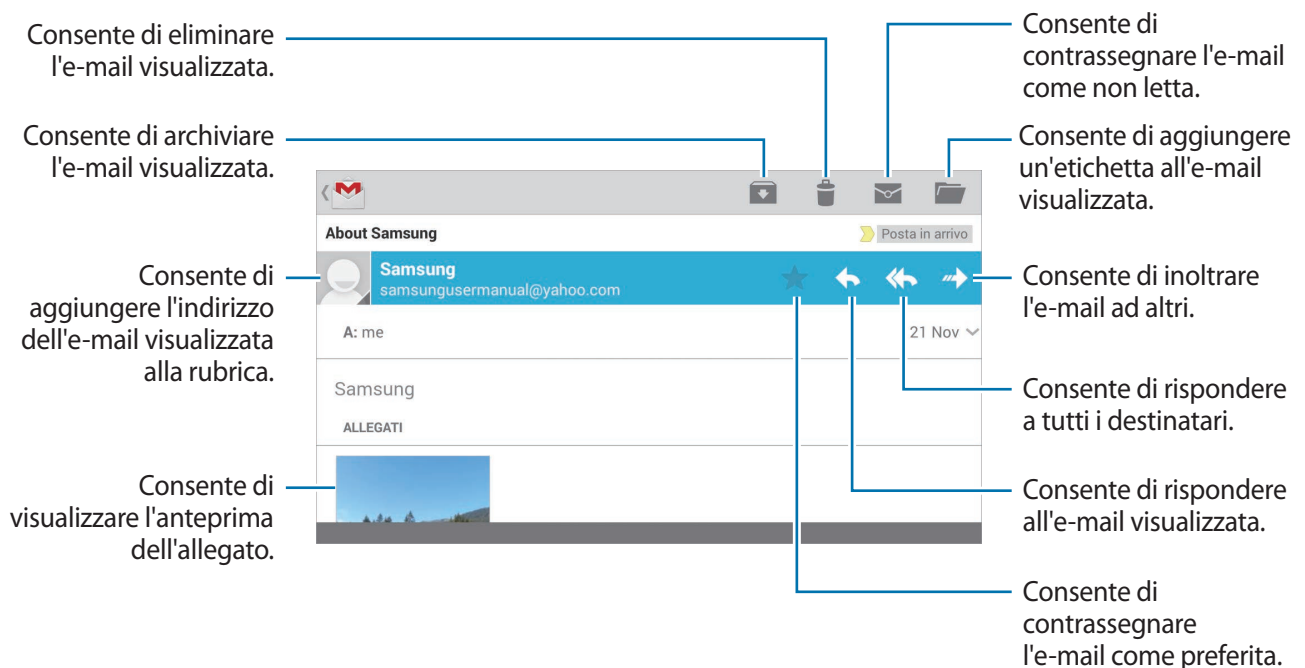 Consente di eliminare
l'e-mail visualizzata.
Consente di archiviare
l'e-mail visualizzata.
Consente di
aggiungere l'indirizzo
dell'e-mail visualizzata
alla rubrica.
Consente di
visualizzare l'anteprima
dell'allegato.
About Samsung
Posta in arrivo
Samsung
samsungusermanual@yahoo.com
A: me
21 Nov
Samsung
ALLEGATI
Consente di
contrassegnare l'e-mail
come non letta.
Consente di aggiungere
un'etichetta all'e-mail
visualizzata.
Consente di inoltrare
l'e-mail ad altri.
Consente di rispondere
a tutti i destinatari.
Consente di rispondere
all'e-mail visualizzata.
Consente di
contrassegnare
l'e-mail come preferita.